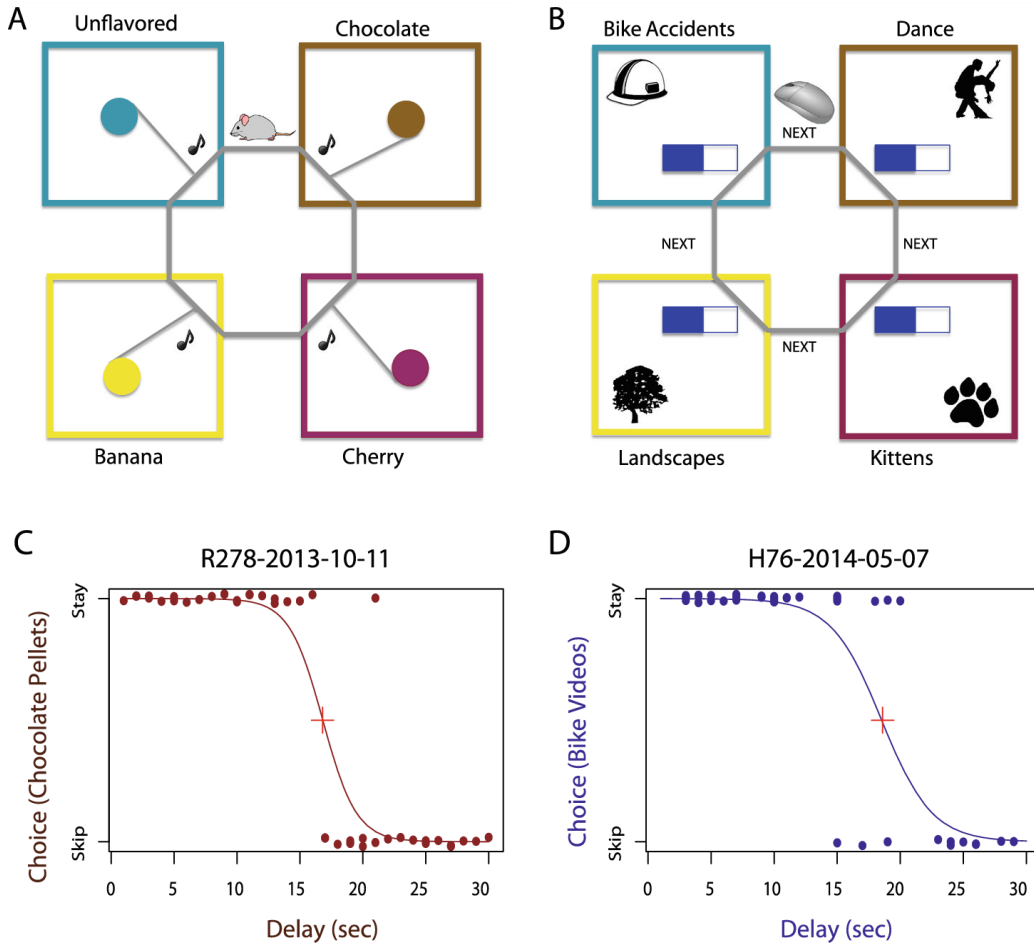 A
Unflavored
Chocolate
Banana
Cherry
B
Bike Accidents
Dance
NEXT
NEXT
NEXT
NEXT
Landscapes
Kittens
C
R278-2013-10-11
Choice (Chocolate Pellets)
Stay
Skip
0 5 10 15 20 25 30
Delay (sec)
D
H76-2014-05-07
Choice (Bike Videos)
Stay
Skip
0 5 10 15 20 25 30
Delay (sec)